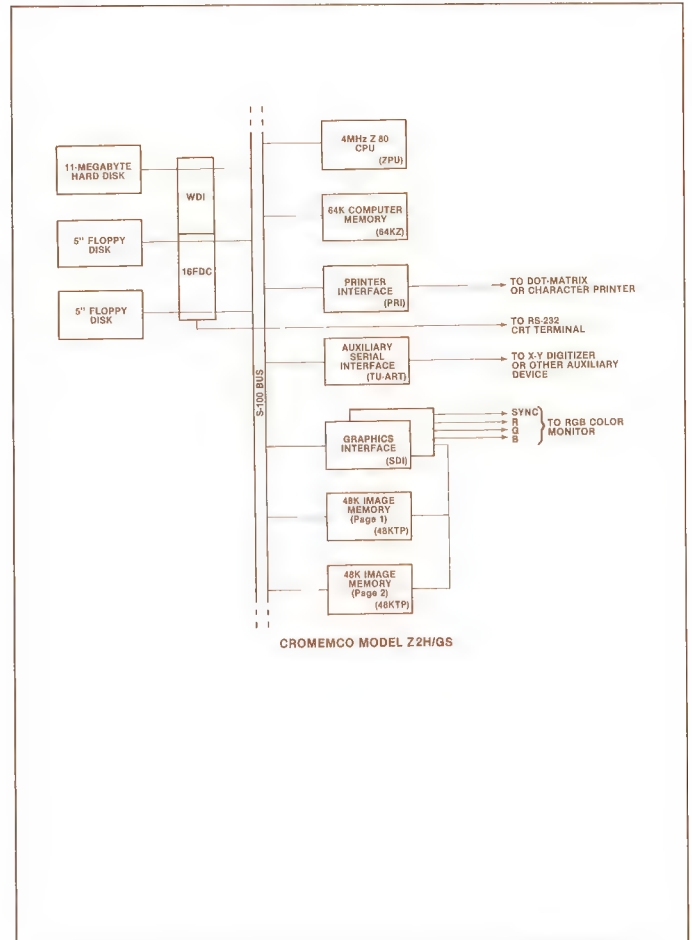 11-MEGABYTE
HARD DISK
5" FLOPPY
DISK
5" FLOPPY
DISK
WDI
16FDC
S-100 BUS
4MHz Z 80
CPU
(ZPU)
64K COMPUTER
MEMORY
(64KZ)
PRINTER
INTERFACE
(PRI)
TO DOT-MATRIX
OR CHARACTER PRINTER
TO RS-232
CRT TERMINAL
AUXILIARY
SERIAL
INTERFACE
(TU-ART)
TO X-Y DIGITIZER
OR OTHER AUXILIARY
DEVICE
GRAPHICS
INTERFACE
(SDI)
SYNC
R
G
B
TO RGB COLOR
MONITOR
48K IMAGE
MEMORY
(Page 1)
(48KTP)
48K IMAGE
MEMORY
(Page 2)
(48KTP)
CROMEMCO MODEL Z2H/GS